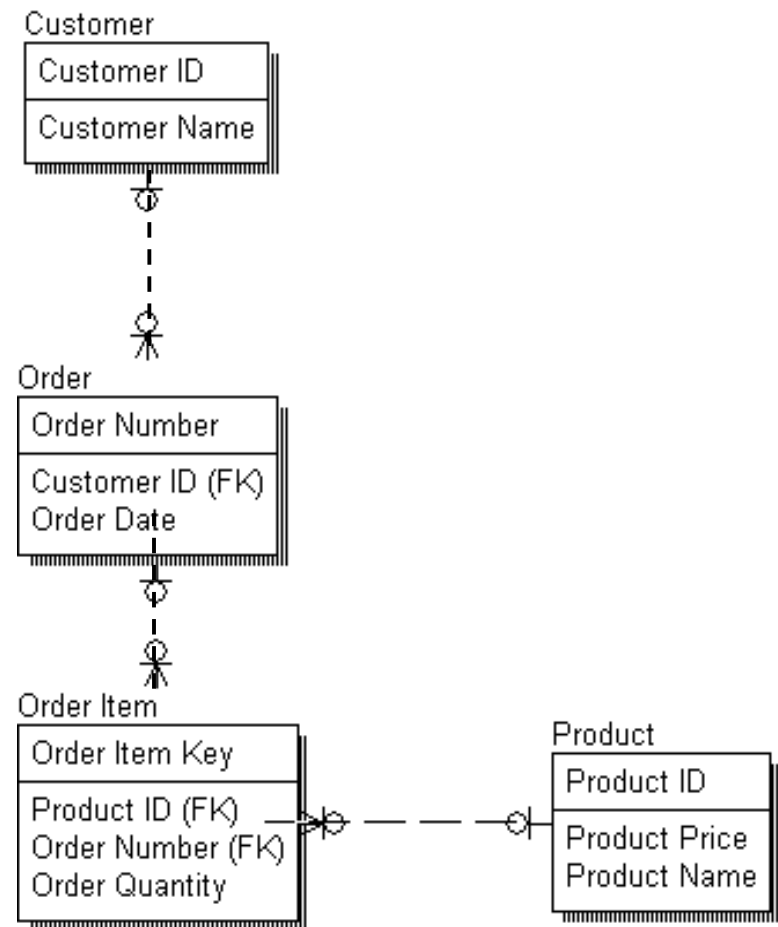 Customer
Customer ID
Customer Name
Order
Order Number
Customer ID (FK)
Order Date
Order Item
Order Item Key
Product ID (FK)
Order Number (FK)
Order Quantity
Product
Product ID
Product Price
Product Name